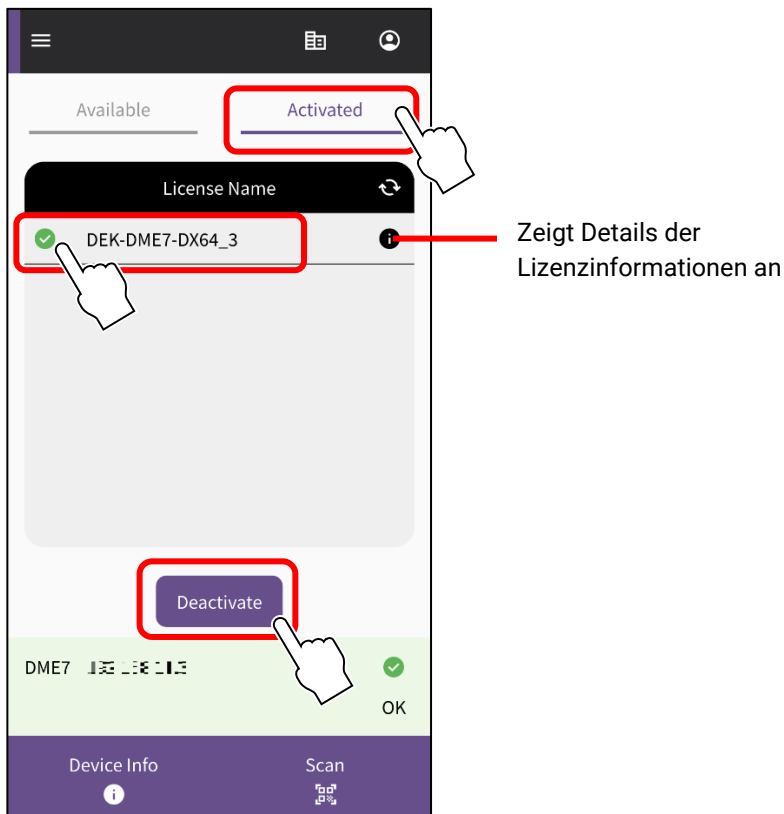 Available
Activated
License Name
DEK-DME7-DX64_3
Zeigt Details der
Lizenzinformationen an
Deactivate
DME7
OK
Device Info
Scan